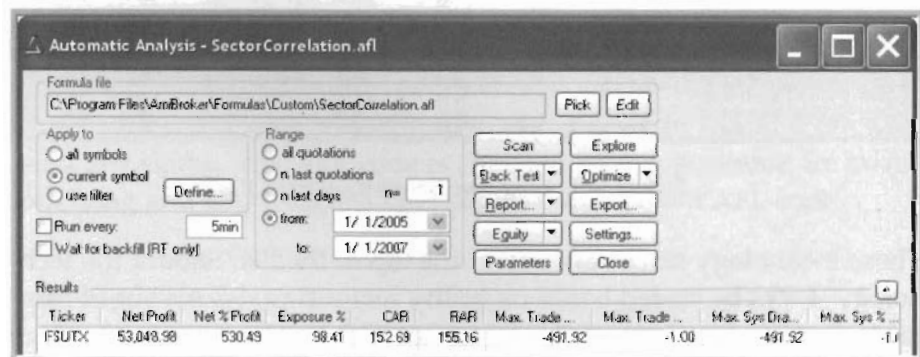 Automatic Analysis - SectorCorrelation.afl
Formula file
C:\Program Files\AmiBroker\Formulas\Custom\SectorCorrelation.afl
Pick Edit
Apply to
all symbols
current symbol
use filter Define...
Run every: 5min
Wait for backfill (RT only)
Range
all quotations
n last quotations
n last days n= 1
from: 1/ 1/2005
to: 1/ 1/2007
Scan Explore
Back Test Optimize
Report... Export...
Equity Settings...
Parameters Close
Results
Ticker Net Profit Net % Profit Exposure % CAR RAR Max. Trade ... Max. Trade ... Max. Sys Dra... Max. Sys % ...
FSUTX 53,048.98 530.49 98.41 152.69 155.16 -491.92 -1.00 -491.92